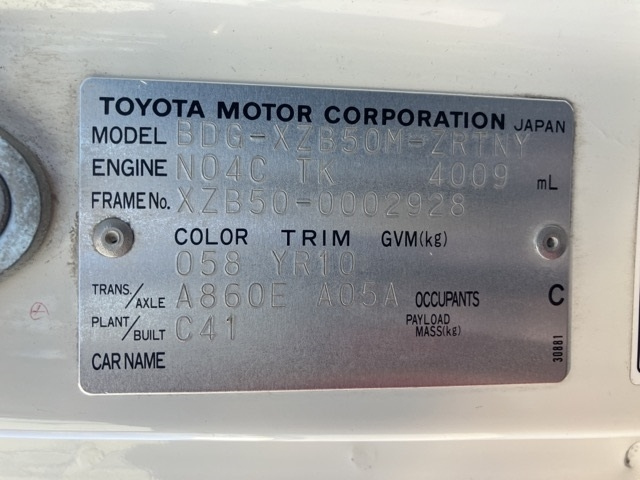 TOYOTA MOTOR CORPORATION JAPAN
MODEL BDG-XZB50M-ZRTNY
ENGINE N04C TK 4009 mL
FRAME No. XZB50-0002928
COLOR TRIM GVM(kg)
058 YR10
TRANS./AXLE A860E A05A OCCUPANTS C
PLANT/BUILT C41 PAYLOAD MASS(kg)
CAR NAME
30881